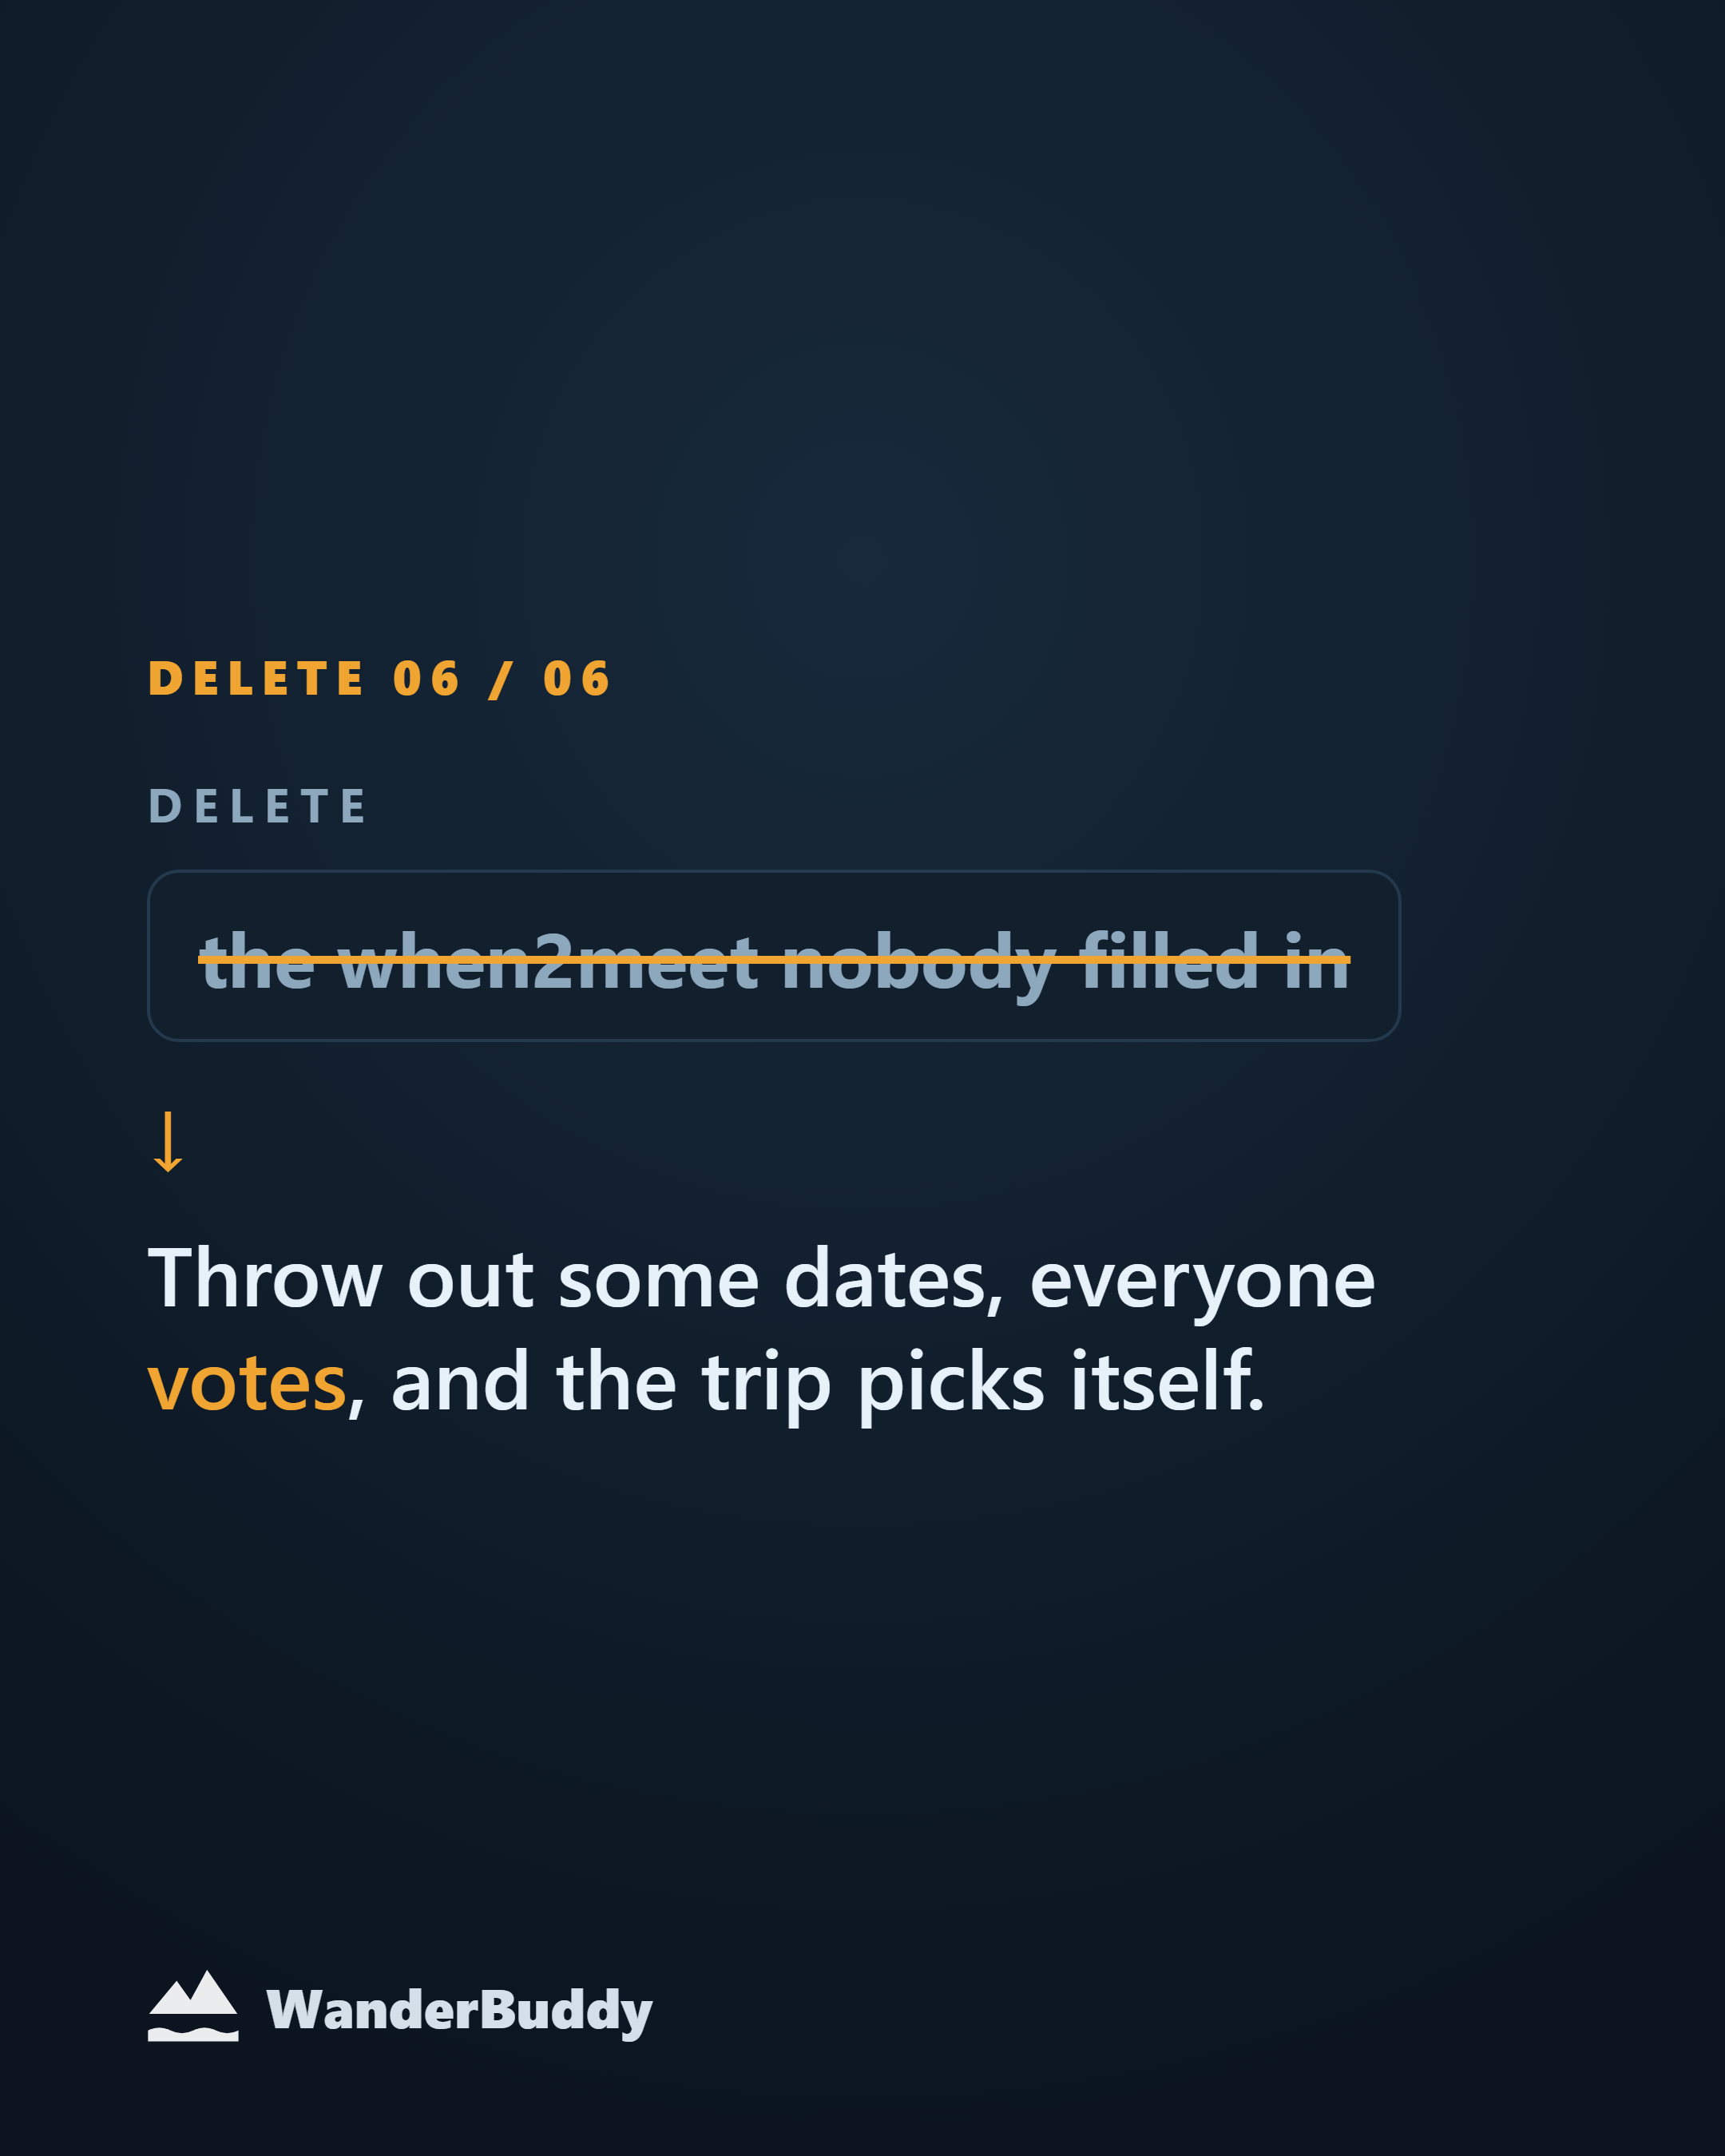 DELETE 06 / 06
DELETE
the when2meet nobody filled in
↓
Throw out some dates, everyone
votes, and the trip picks itself.
WanderBuddy